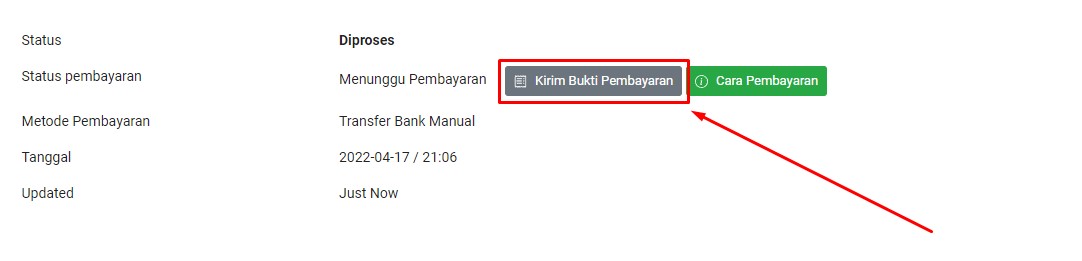 Status Diproses
Status pembayaran Menunggu Pembayaran Kirim Bukti Pembayaran Cara Pembayaran
Metode Pembayaran Transfer Bank Manual
Tanggal 2022-04-17 / 21:06
Updated Just Now